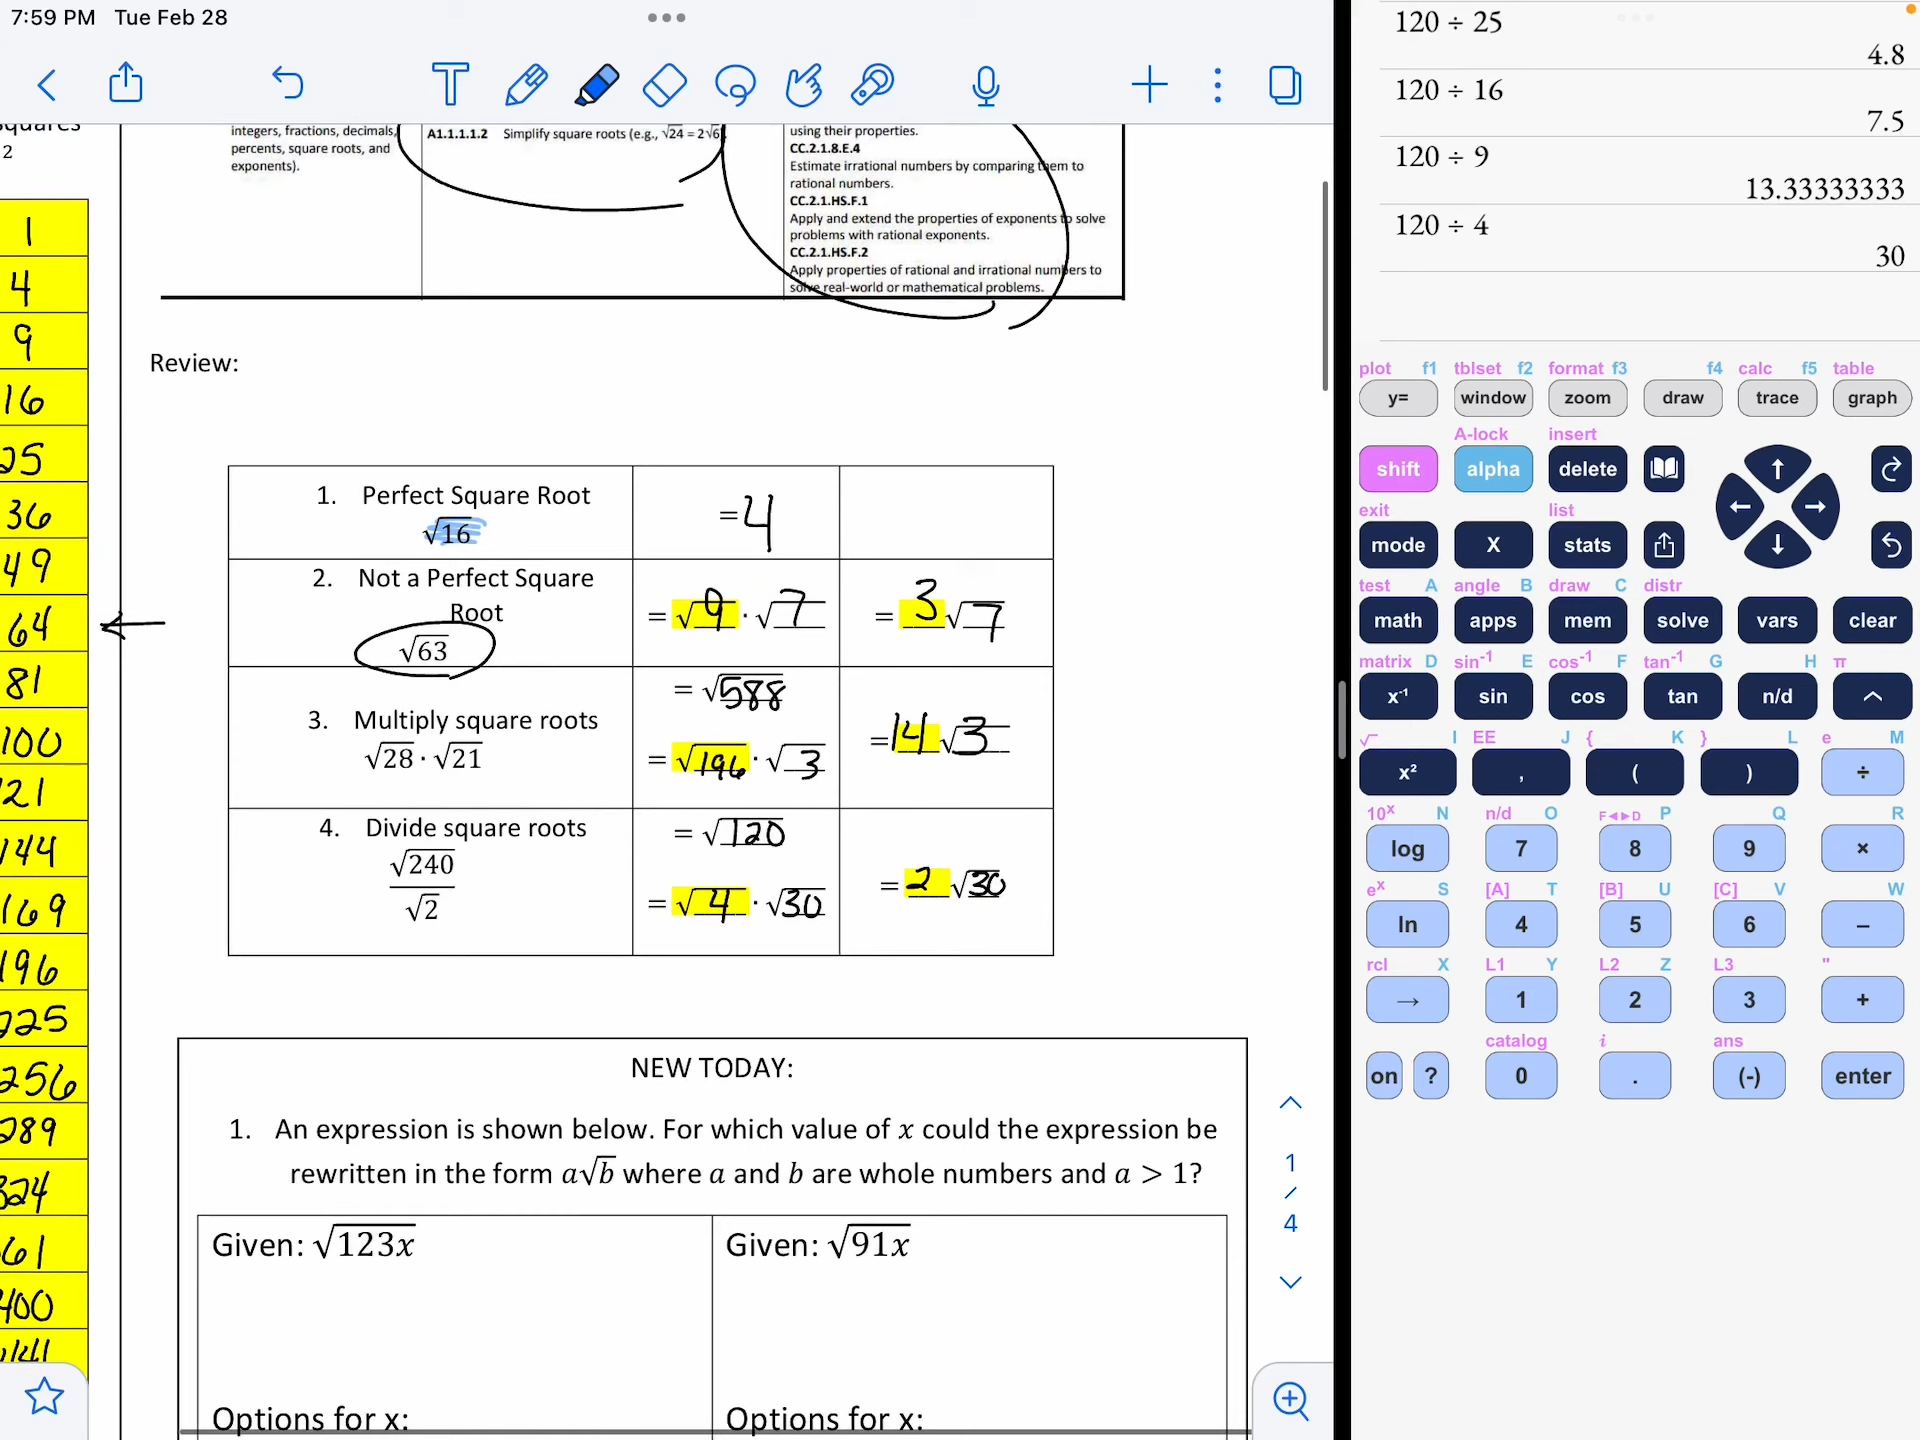 7:59 PM Tue Feb 28
squares
2
1
4
9
16
25
36
49
64
81
100
121
144
169
196
225
256
289
324
361
400
441
integers, fractions, decimals,
percents, square roots, and
exponents).
A1.1.1.1.2 Simplify square roots (e.g., √24 = 2√6)
using their properties.
CC.2.1.8.E.4
Estimate irrational numbers by comparing them to
rational numbers.
CC.2.1.HS.F.1
Apply and extend the properties of exponents to solve
problems with rational exponents.
CC.2.1.HS.F.2
Apply properties of rational and irrational numbers to
solve real-world or mathematical problems.
Review:
1. Perfect Square Root
√16
= 4
2. Not a Perfect Square
Root
√63
= √9 · √7
= 3√7
3. Multiply square roots
√28 · √21
= √588
= √196 · √3
= 14√3
4. Divide square roots
√240
√2
= √120
= √4 · √30
= 2√30
NEW TODAY:
1. An expression is shown below. For which value of x could the expression be
rewritten in the form a√b where a and b are whole numbers and a > 1?
Given: √123x
Given: √91x
Options for x:
Options for x:
1
/
4
120 ÷ 25
4.8
120 ÷ 16
7.5
120 ÷ 9
13.33333333
120 ÷ 4
30
plot f1 tblset f2 format f3 f4 calc f5 table
y= window zoom draw trace graph
A-lock insert
shift alpha delete
exit list
mode X stats
test A angle B draw C distr
math apps mem solve vars clear
matrix D sin⁻¹ E cos⁻¹ F tan⁻¹ G H π
x⁻¹ sin cos tan n/d ^
√ I EE J { K } L e M
x² , ( ) ÷
10ˣ N n/d O F◄►D P Q R
log 7 8 9 ×
eˣ S [A] T [B] U [C] V W
ln 4 5 6 −
rcl X L1 Y L2 Z L3 "
→ 1 2 3 +
catalog i ans
on ? 0 . (-) enter